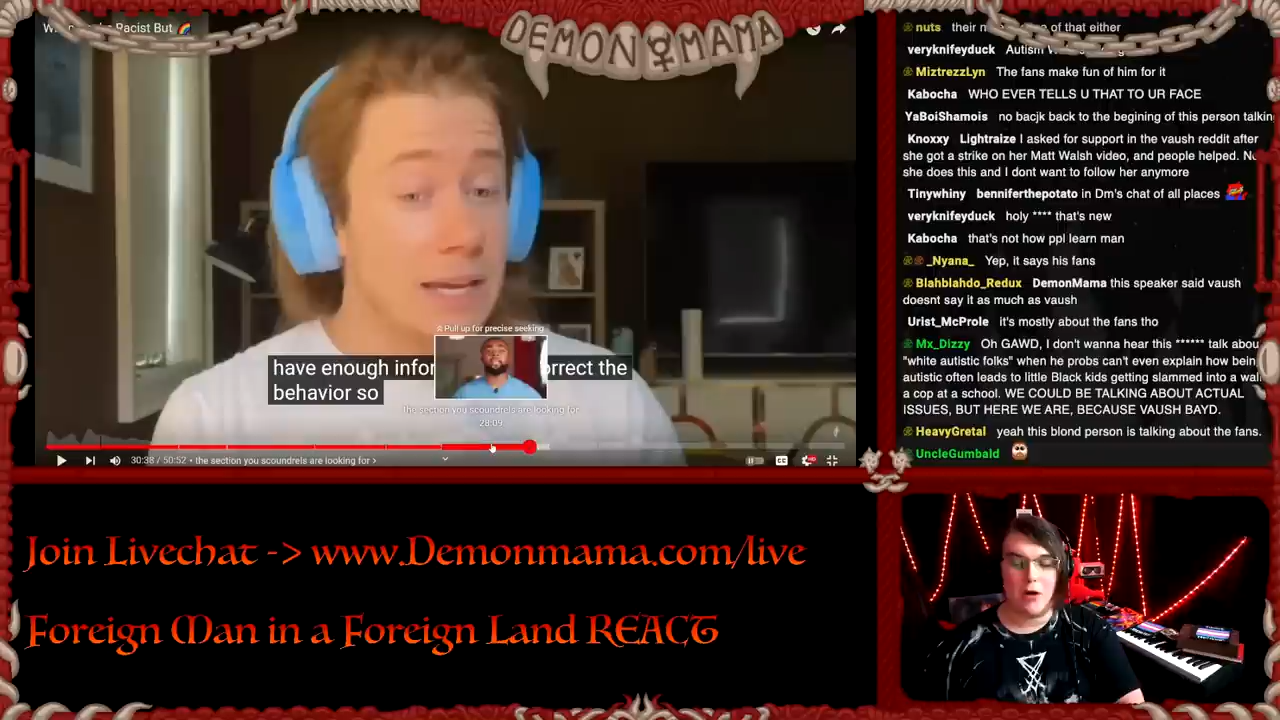 DEMON MAMA
Racist But 🌈
Pull up for precise seeking
have enough infor
orrect the
behavior so
The section you scoundrels are looking for
28:09
30:38 / 50:52 • the section you scoundrels are looking for >
CC
HD
nuts their n
of that either
veryknifeyduck Autism
MiztrezzLyn The fans make fun of him for it
Kabocha WHO EVER TELLS U THAT TO UR FACE
YaBoiShamois no bacjk back to the begining of this person talkin
Knoxxy Lightraize I asked for support in the vaush reddit after
she got a strike on her Matt Walsh video, and people helped.
she does this and I dont want to follow her anymore
Tinywhiny benniferthepotato in Dm's chat of all places
veryknifeyduck holy **** that's new
Kabocha that's not how ppl learn man
_Nyana_ Yep, it says his fans
Blahblahdo_Redux DemonMama this speaker said vaush
doesnt say it as much as vaush
Urist_McProle it's mostly about the fans tho
Mx_Dizzy Oh GAWD, I don't wanna hear this ****** talk abou
"white autistic folks" when he probs can't even explain how bein
autistic often leads to little Black kids getting slammed into a wal
a cop at a school. WE COULD BE TALKING ABOUT ACTUAL
ISSUES, BUT HERE WE ARE, BECAUSE VAUSH BAYD.
HeavyGretal yeah this blond person is talking about the fans.
UncleGumbald
Join Livechat -> www.Demonmama.com/live
Foreign Man in a Foreign Land REACT